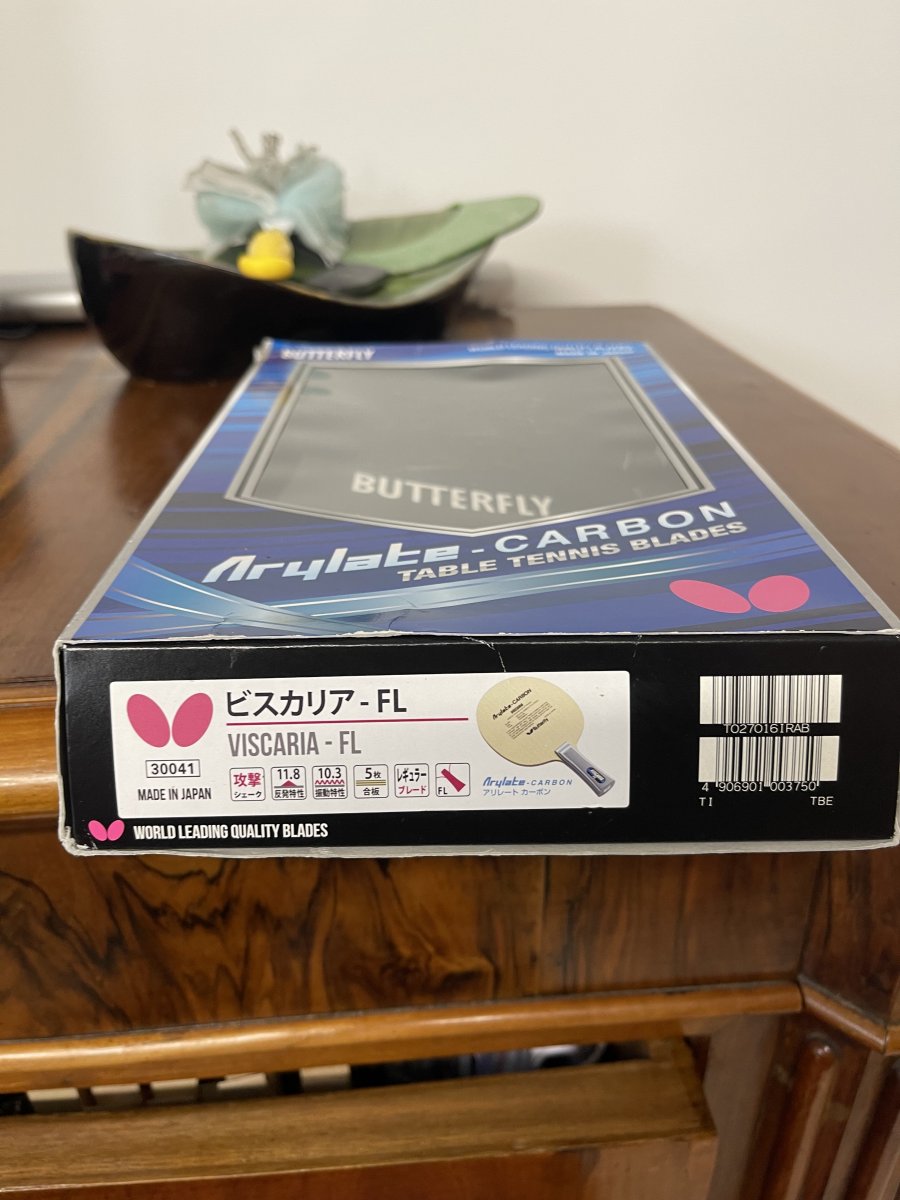 BUTTERFLY
BUTTERFLY
Arylate-CARBON
TABLE TENNIS BLADES
ビスカリア - FL
VISCARIA - FL
30041
MADE IN JAPAN
攻撃
シェーク
11.8
反発特性
10.3
振動特性
5枚
合板
レギュラー
ブレード
FL
Arylate-CARBON
Butterfly
Arylate-CARBON
アリレート カーボン
WORLD LEADING QUALITY BLADES
T027016IRAB
4 906901 003750
TI TBE